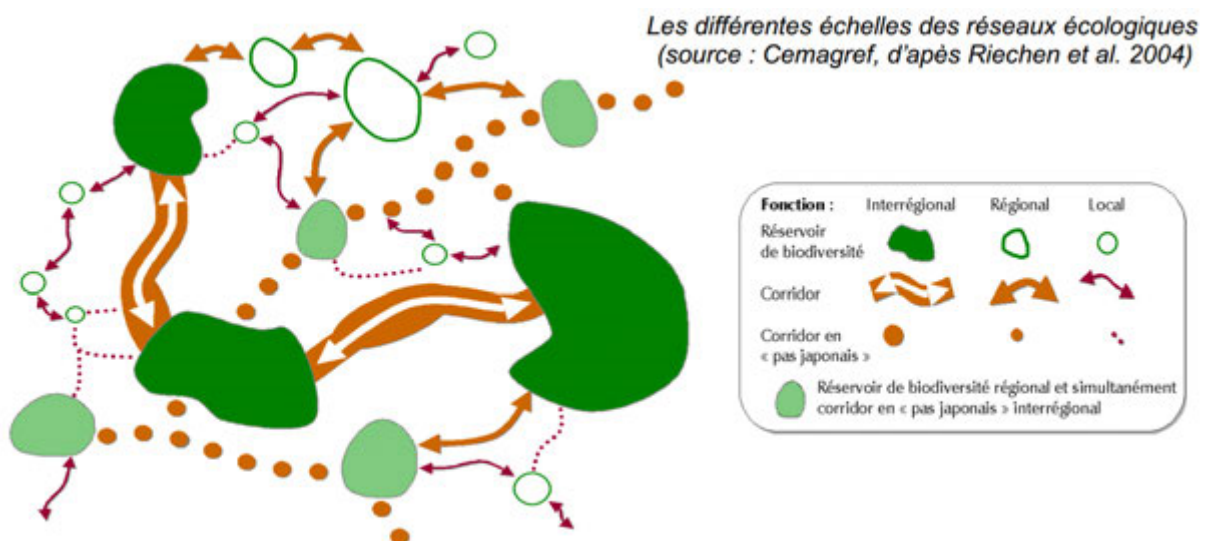 Les différentes échelles des réseaux écologiques
(source : Cemagref, d'après Riechen et al. 2004)
Fonction : Interrégional Régional Local
Réservoir
de biodiversité
Corridor
Corridor en
« pas japonais »
Réservoir de biodiversité régional et simultanément
corridor en « pas japonais » interrégional